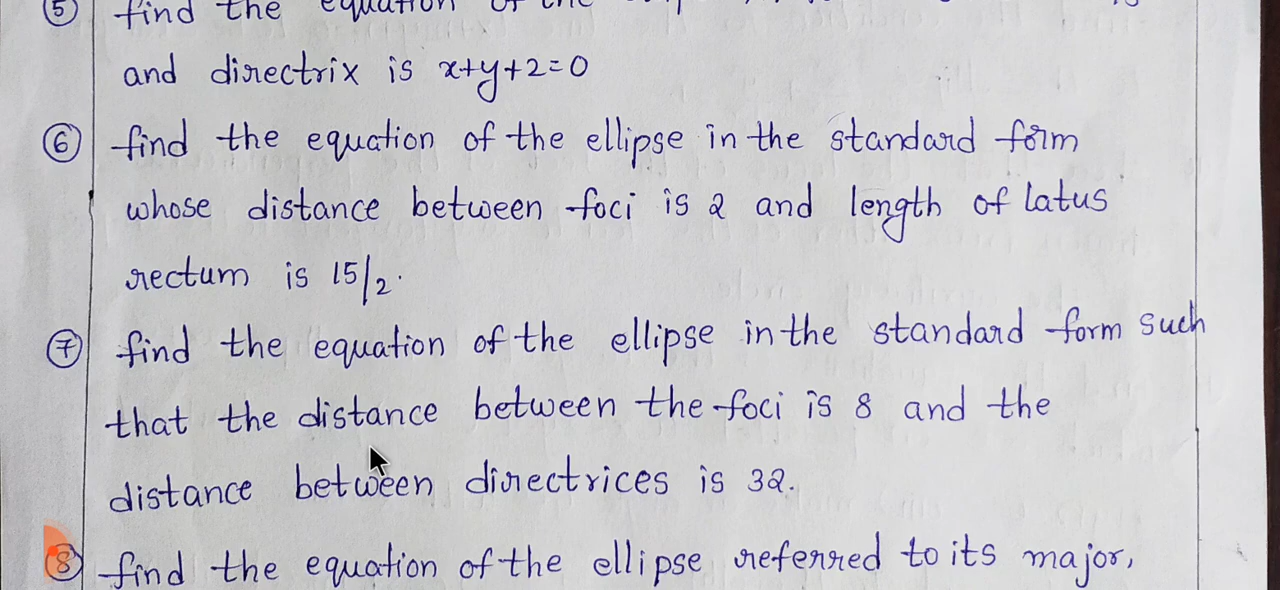 ⑤ find the equation of the
and directrix is x+y+2=0
⑥ find the equation of the ellipse in the standard form
whose distance between foci is 2 and length of latus
rectum is 15/2.
⑦ find the equation of the ellipse in the standard form such
that the distance between the foci is 8 and the
distance between directrices is 32.
⑧ find the equation of the ellipse referred to its major,